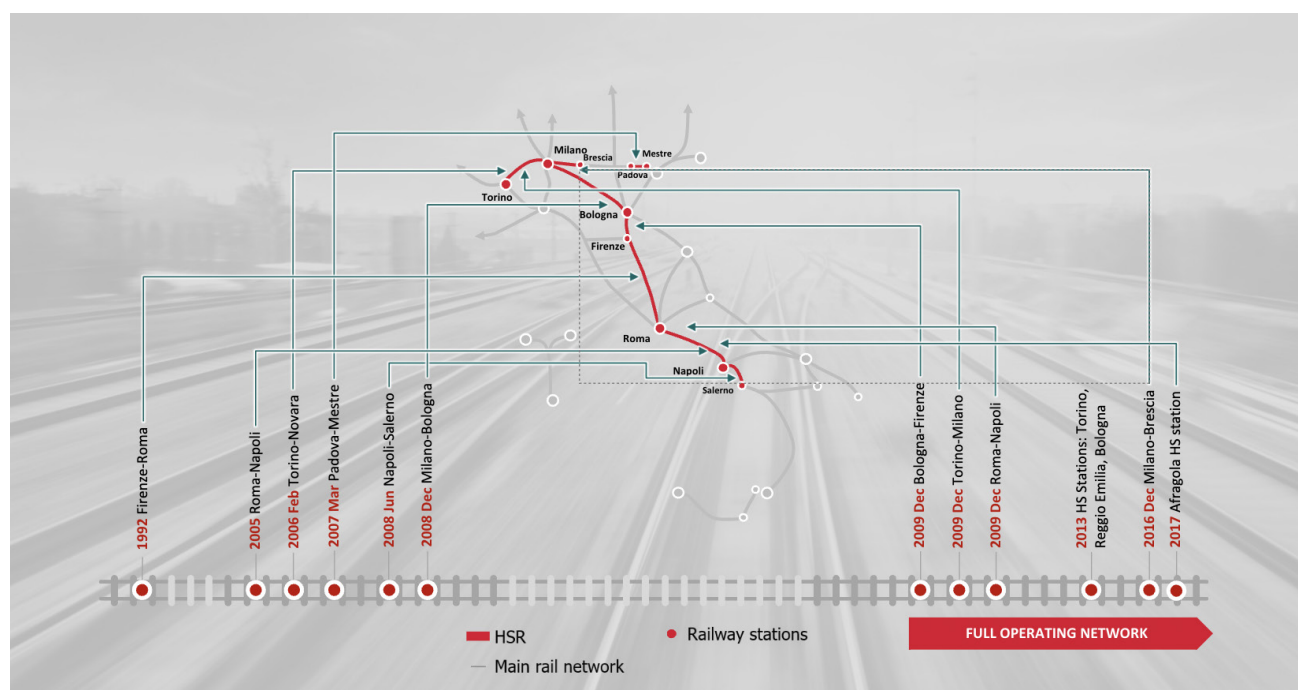 Milano
Brescia
Mestre
Padova
Torino
Bologna
Firenze
Roma
Napoli
Salerno
1992 Firenze-Roma
2005 Roma-Napoli
2006 Feb Torino-Novara
2007 Mar Padova-Mestre
2008 Jun Napoli-Salerno
2008 Dec Milano-Bologna
2009 Dec Bologna-Firenze
2009 Dec Torino-Milano
2009 Dec Roma-Napoli
2013 HS Stations: Torino,
Reggio Emilia, Bologna
2016 Dec Milano-Brescia
2017 Afragola HS station
HSR
Railway stations
FULL OPERATING NETWORK
Main rail network